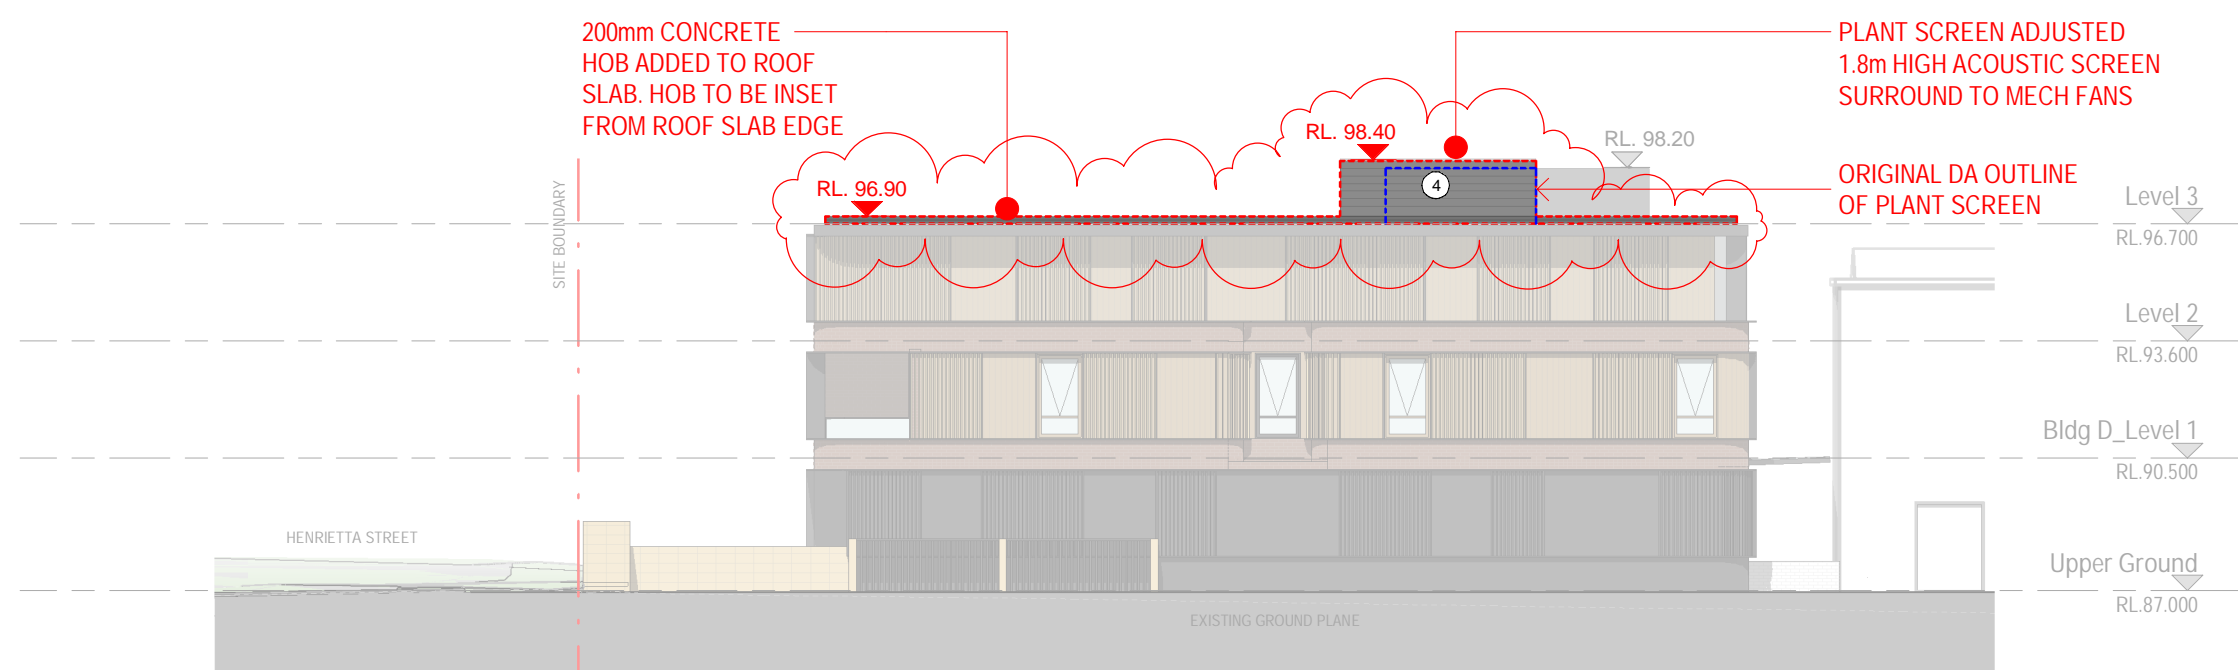 200mm CONCRETE
HOB ADDED TO ROOF
SLAB. HOB TO BE INSET
FROM ROOF SLAB EDGE
PLANT SCREEN ADJUSTED
1.8m HIGH ACOUSTIC SCREEN
SURROUND TO MECH FANS
RL. 98.40
RL. 98.20
RL. 96.90
4
ORIGINAL DA OUTLINE
OF PLANT SCREEN
SITE BOUNDARY
Level 3
RL.96.700
Level 2
RL.93.600
Bldg D_Level 1
RL.90.500
HENRIETTA STREET
Upper Ground
RL.87.000
EXISTING GROUND PLANE